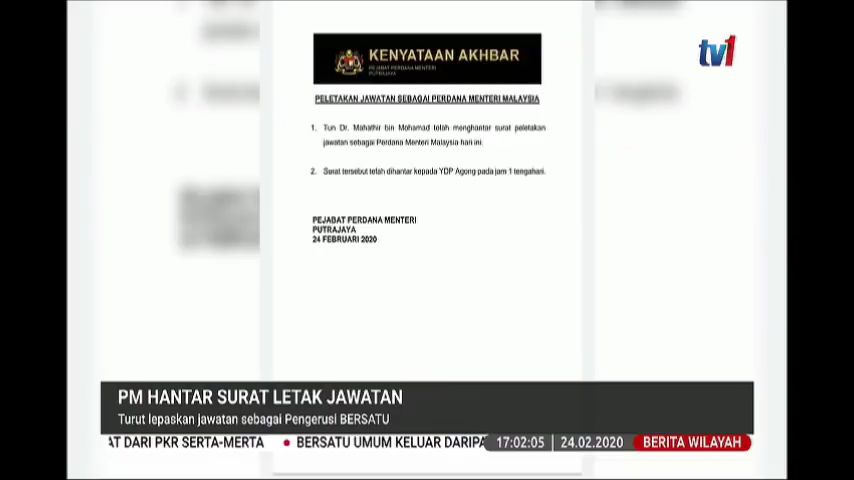 tv1
KENYATAAN AKHBAR
PEJABAT PERDANA MENTERI
PUTRAJAYA
PELETAKAN JAWATAN SEBAGAI PERDANA MENTERI MALAYSIA
1. Tun Dr. Mahathir bin Mohamad telah menghantar surat peletakan
jawatan sebagai Perdana Menteri Malaysia hari ini.
2. Surat tersebut telah dihantar kepada YDP Agong pada jam 1 tengahari.
PEJABAT PERDANA MENTERI
PUTRAJAYA
24 FEBRUARI 2020
PM HANTAR SURAT LETAK JAWATAN
Turut lepaskan jawatan sebagai Pengerusi BERSATU
AT DARI PKR SERTA-MERTA • BERSATU UMUM KELUAR DARIPA 17:02:05 24.02.2020 BERITA WILAYAH